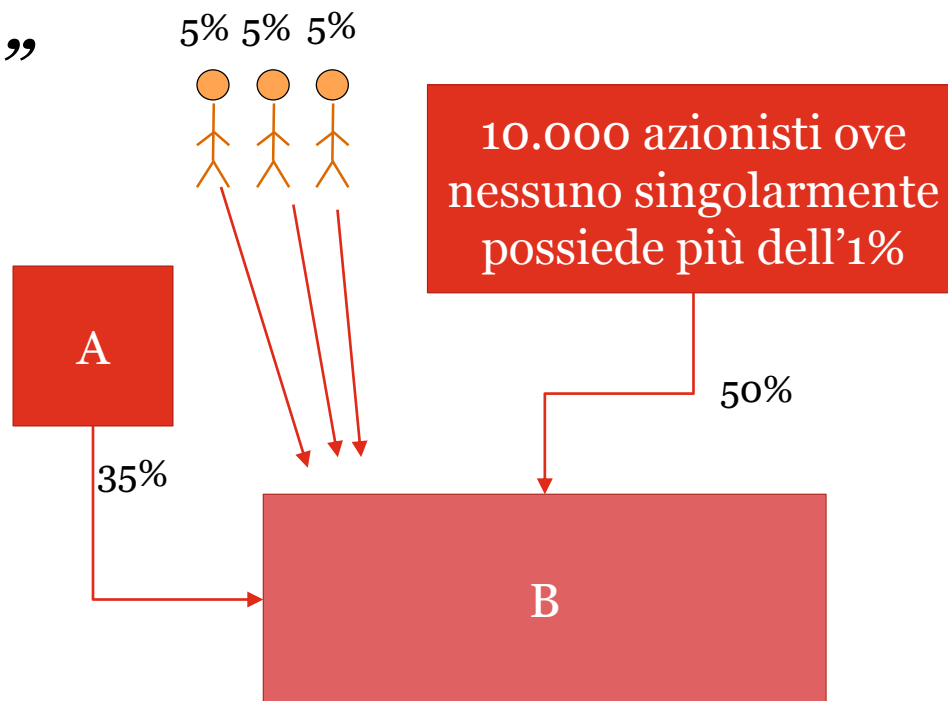 ”
5% 5% 5%
10.000 azionisti ove
nessuno singolarmente
possiede più dell’1%
A
50%
35%
B